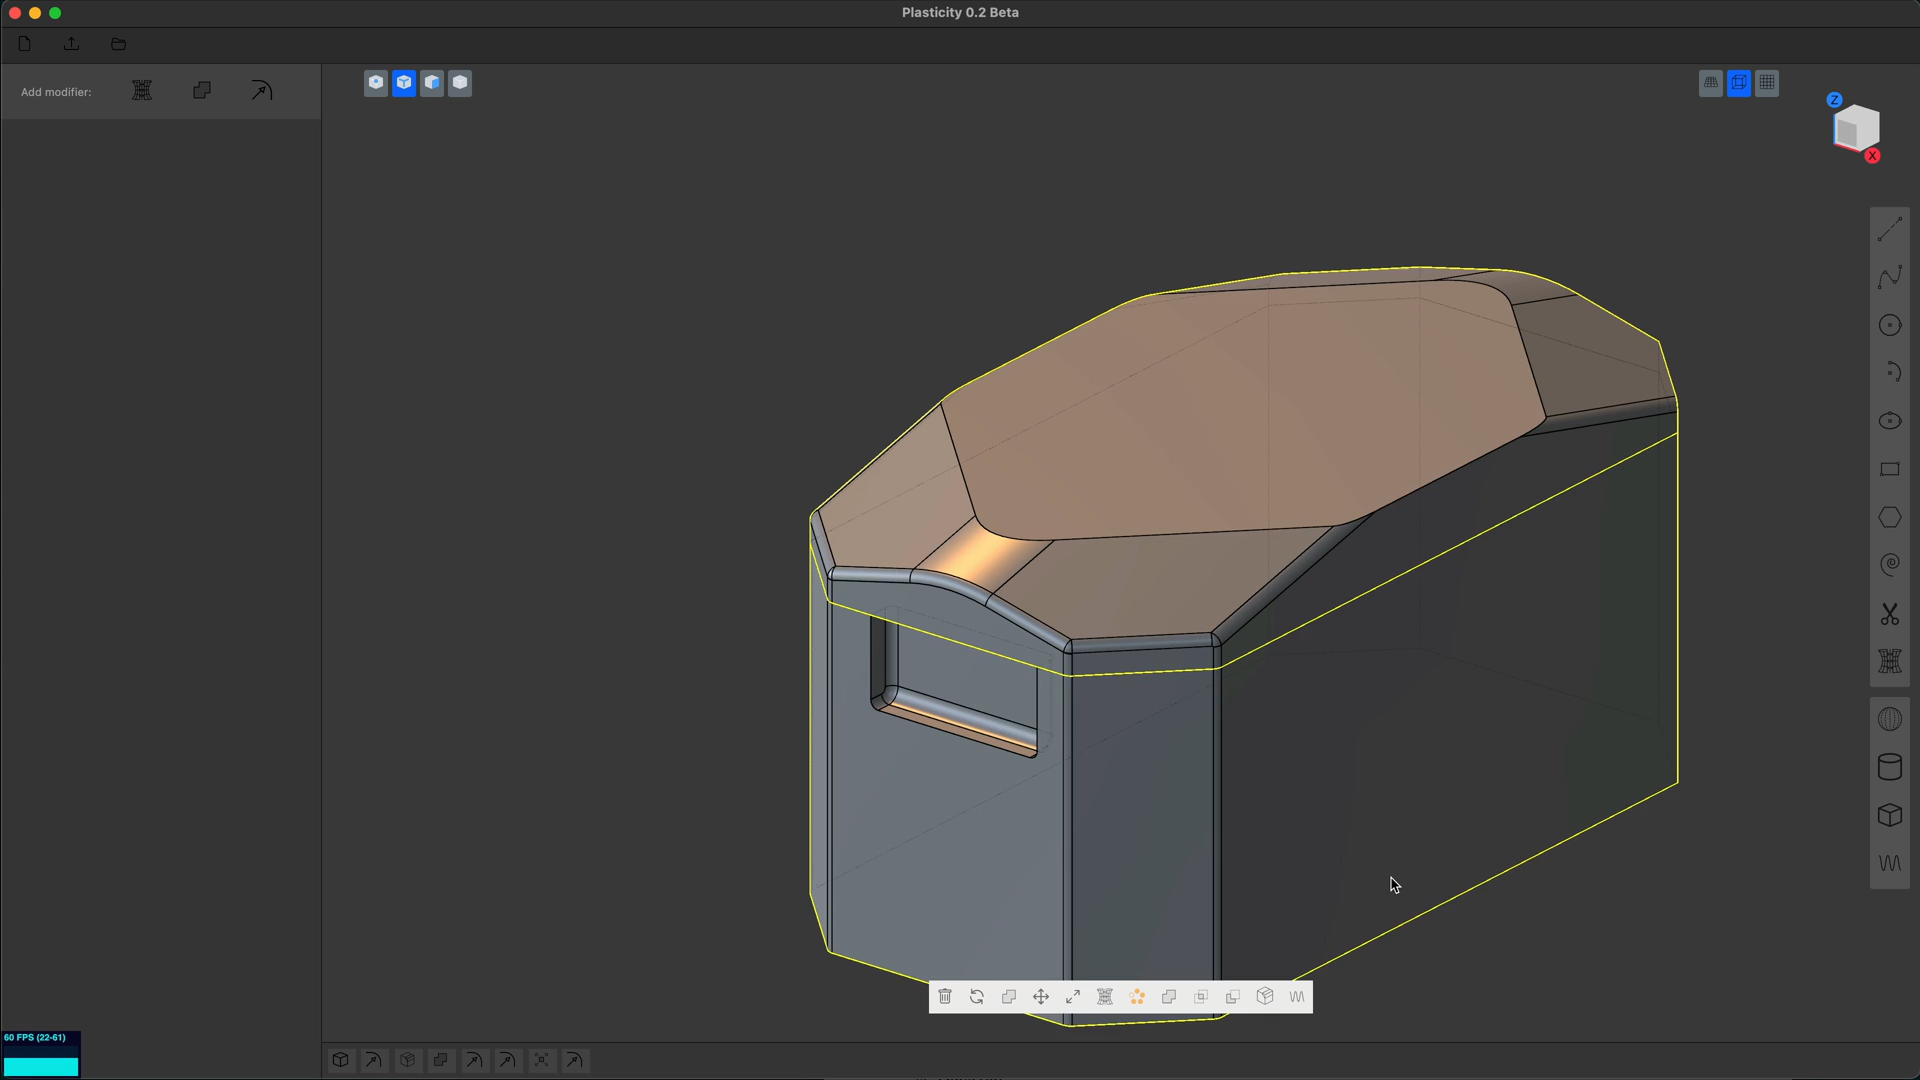 Plasticity 0.2 Beta
Add modifier:
Z
X
60 FPS (22-61)